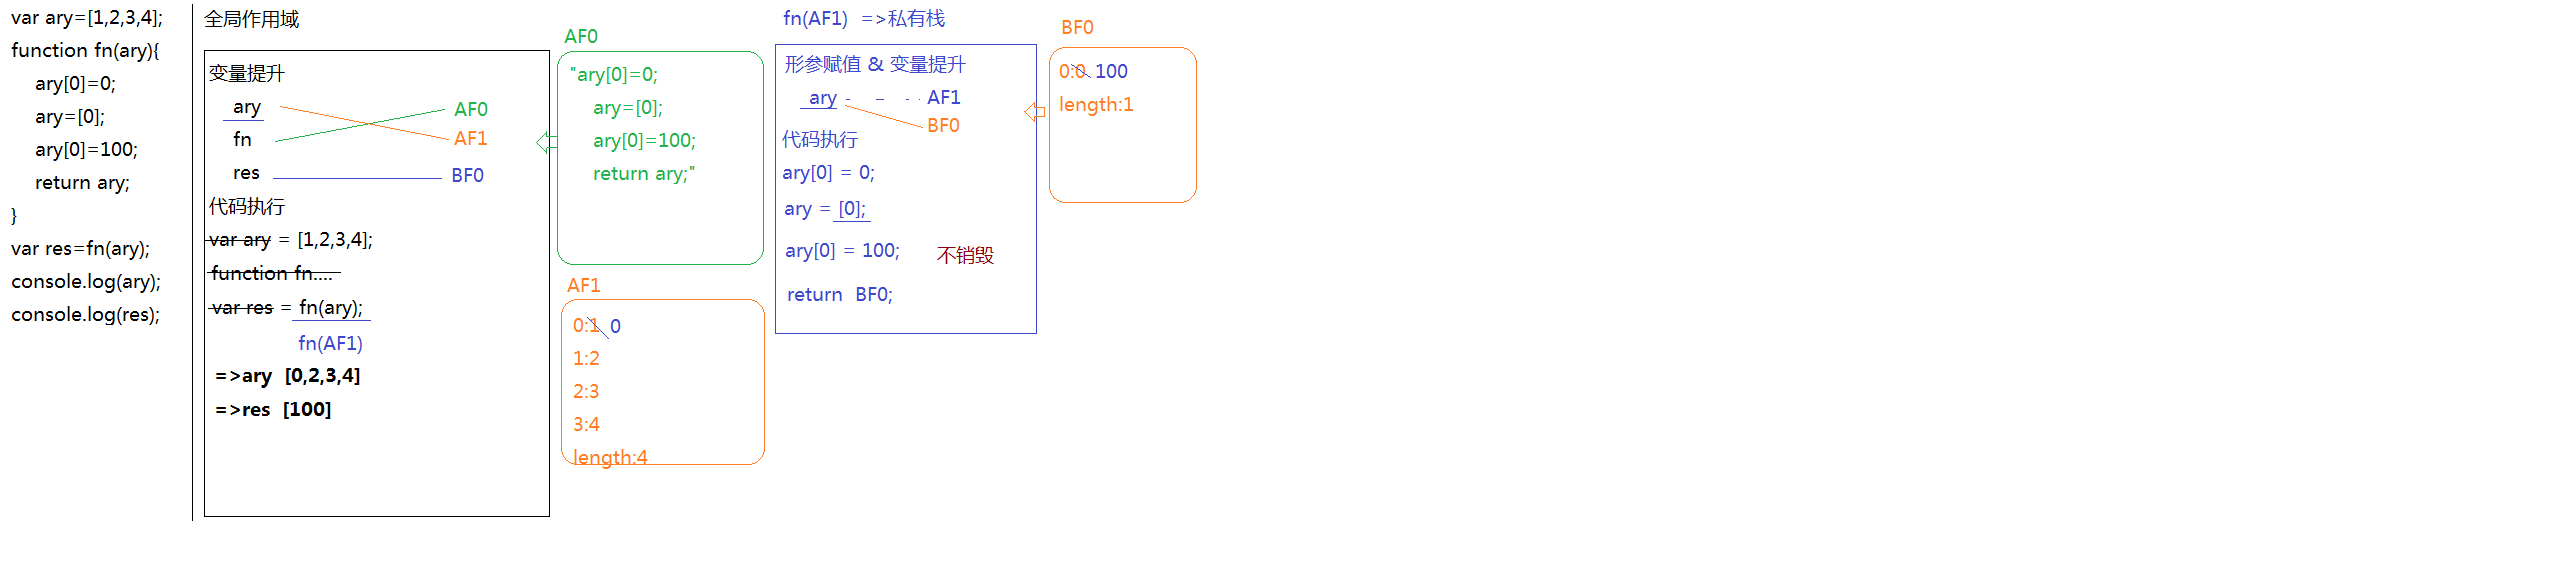 var ary=[1,2,3,4];
function fn(ary){
ary[0]=0;
ary=[0];
ary[0]=100;
return ary;
}
var res=fn(ary);
console.log(ary);
console.log(res);
全局作用域
变量提升
ary
fn
res
AF0
AF1
BF0
代码执行
var ary = [1,2,3,4];
function fn....
var res = fn(ary);
fn(AF1)
=>ary [0,2,3,4]
=>res [100]
AF0
"ary[0]=0;
ary=[0];
ary[0]=100;
return ary;"
AF1
0:1 0
1:2
2:3
3:4
length:4
fn(AF1) =>私有栈
形参赋值 & 变量提升
ary AF1
BF0
代码执行
ary[0] = 0;
ary = [0];
ary[0] = 100; 不销毁
return BF0;
BF0
0:0 100
length:1